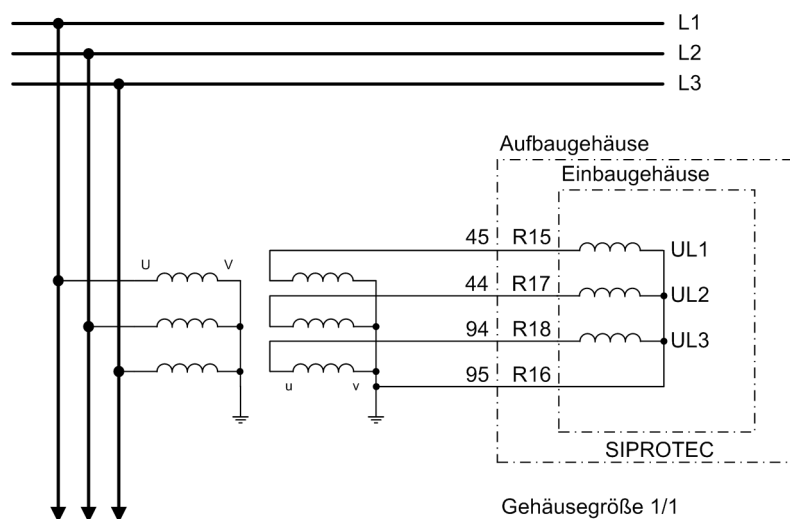 L1
L2
L3
Aufbaugehäuse
Einbaugehäuse
45 R15 UL1
U V
44 R17 UL2
94 R18 UL3
95 R16
u v
SIPROTEC
Gehäusegröße 1/1